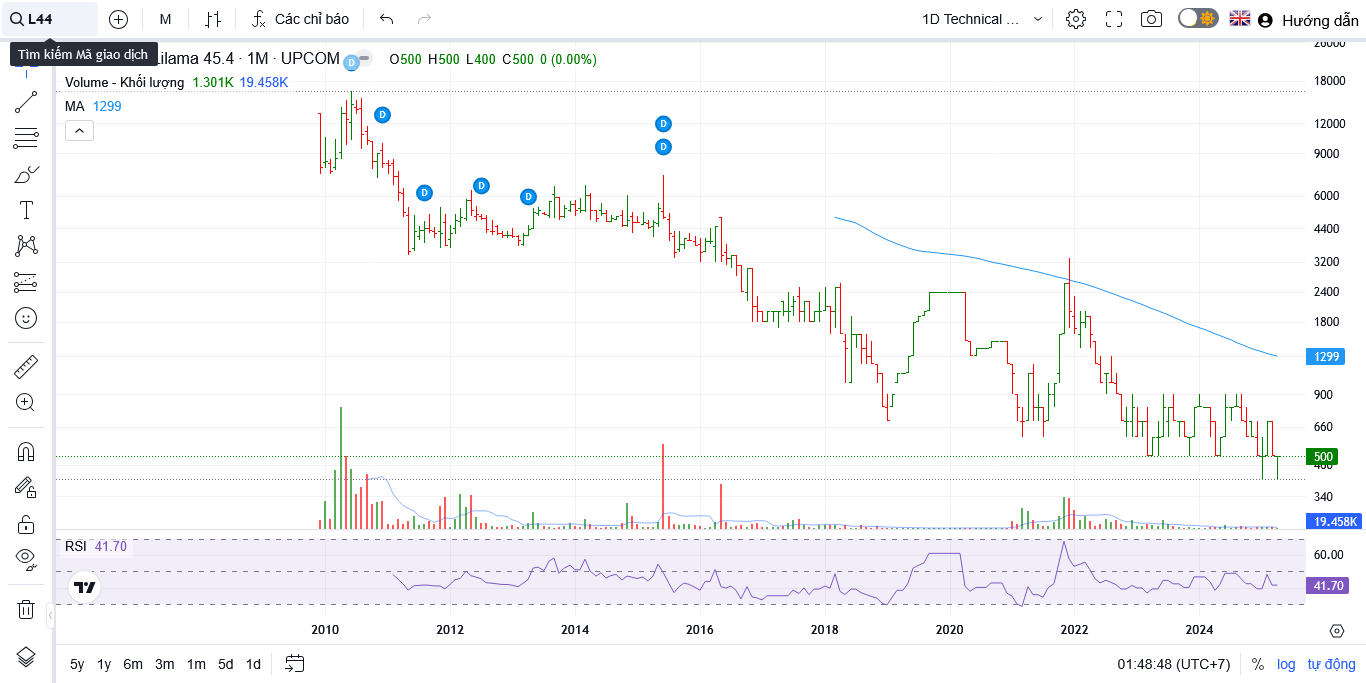 L44
M
Các chỉ báo
1D Technical ...
Hướng dẫn
Tìm kiếm Mã giao dịch
Lilama 45.4 · 1M · UPCOM
D
O500 H500 L400 C500 0 (0.00%)
Volume - Khối lượng 1.301K 19.458K
MA 1299
D
D
D
D
D
D
26000
18000
12000
9000
6000
4400
3200
2400
1800
1299
900
660
500
400
340
19.458K
RSI 41.70
60.00
41.70
2010 2012 2014 2016 2018 2020 2022 2024
5y 1y 6m 3m 1m 5d 1d
01:48:48 (UTC+7)
% log tự động